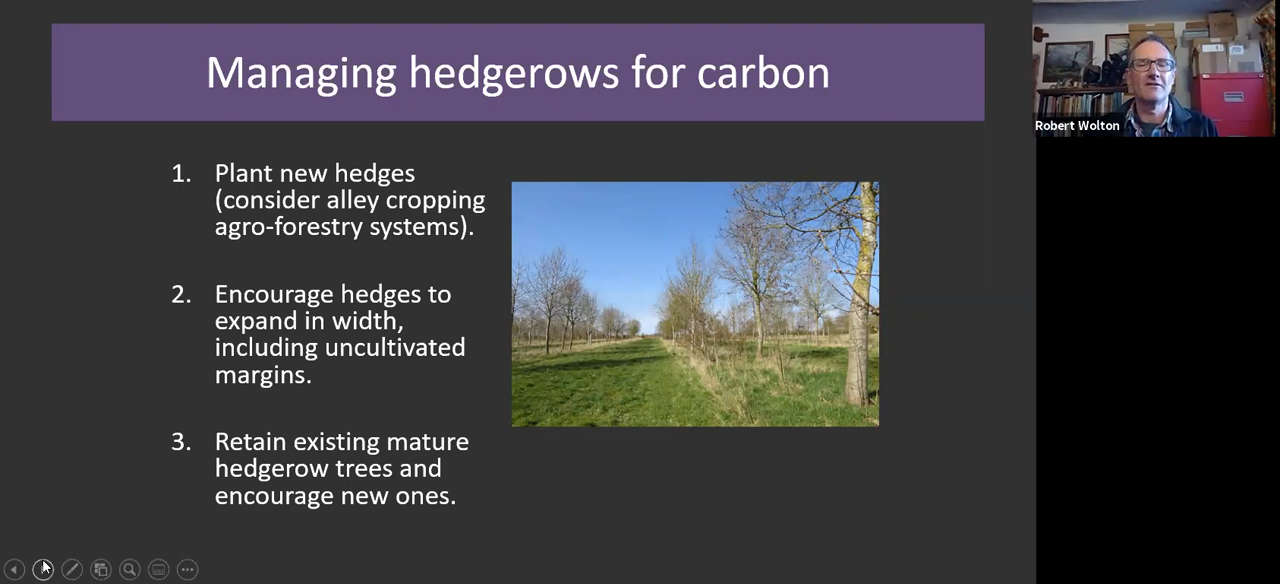 Managing hedgerows for carbon
Robert Wolton
1. Plant new hedges
(consider alley cropping
agro-forestry systems).
2. Encourage hedges to
expand in width,
including uncultivated
margins.
3. Retain existing mature
hedgerow trees and
encourage new ones.